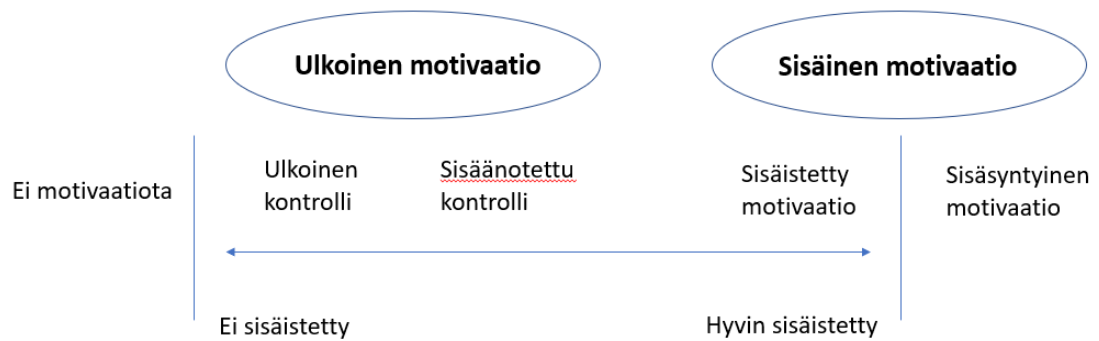 Ulkoinen motivaatio
Sisäinen motivaatio
Ei motivaatiota
Ulkoinen
kontrolli
Sisäänotettu
kontrolli
Sisäistetty
motivaatio
Sisäsyntyinen
motivaatio
Ei sisäistetty
Hyvin sisäistetty